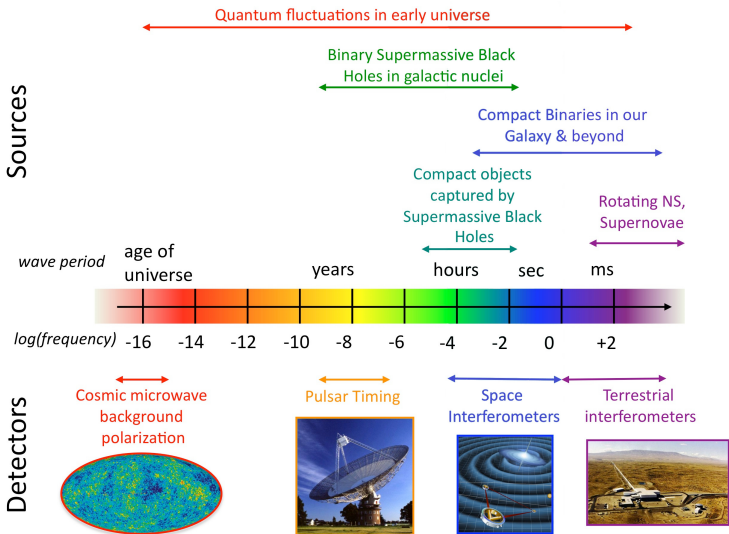 Quantum fluctuations in early universe
Binary Supermassive Black
Holes in galactic nuclei
Compact Binaries in our
Galaxy & beyond
Sources
Compact objects
captured by
Supermassive Black
Holes
Rotating NS,
Supernovae
wave period
age of
universe
years
hours
sec
ms
log(frequency)
-16 -14 -12 -10 -8 -6 -4 -2 0 +2
Detectors
Cosmic microwave
background
polarization
Pulsar Timing
Space
Interferometers
Terrestrial
interferometers